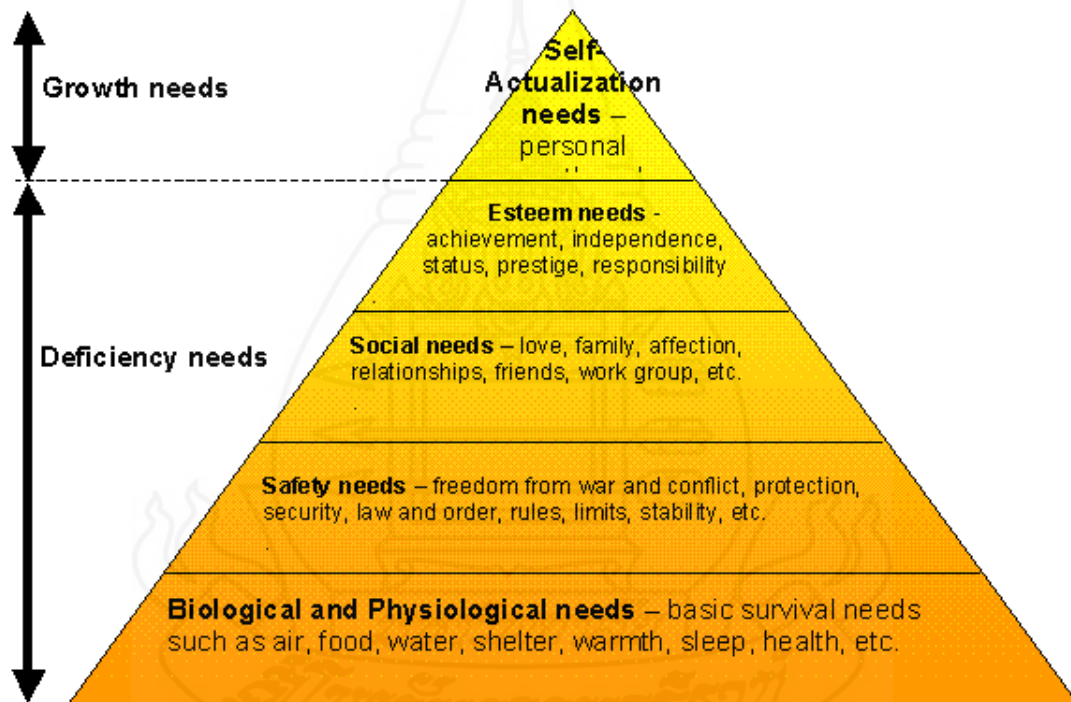 Growth needs
Self-
Actualization
needs –
personal
Esteem needs -
achievement, independence,
status, prestige, responsibility
Deficiency needs
Social needs – love, family, affection,
relationships, friends, work group, etc.
Safety needs – freedom from war and conflict, protection,
security, law and order, rules, limits, stability, etc.
Biological and Physiological needs – basic survival needs
such as air, food, water, shelter, warmth, sleep, health, etc.